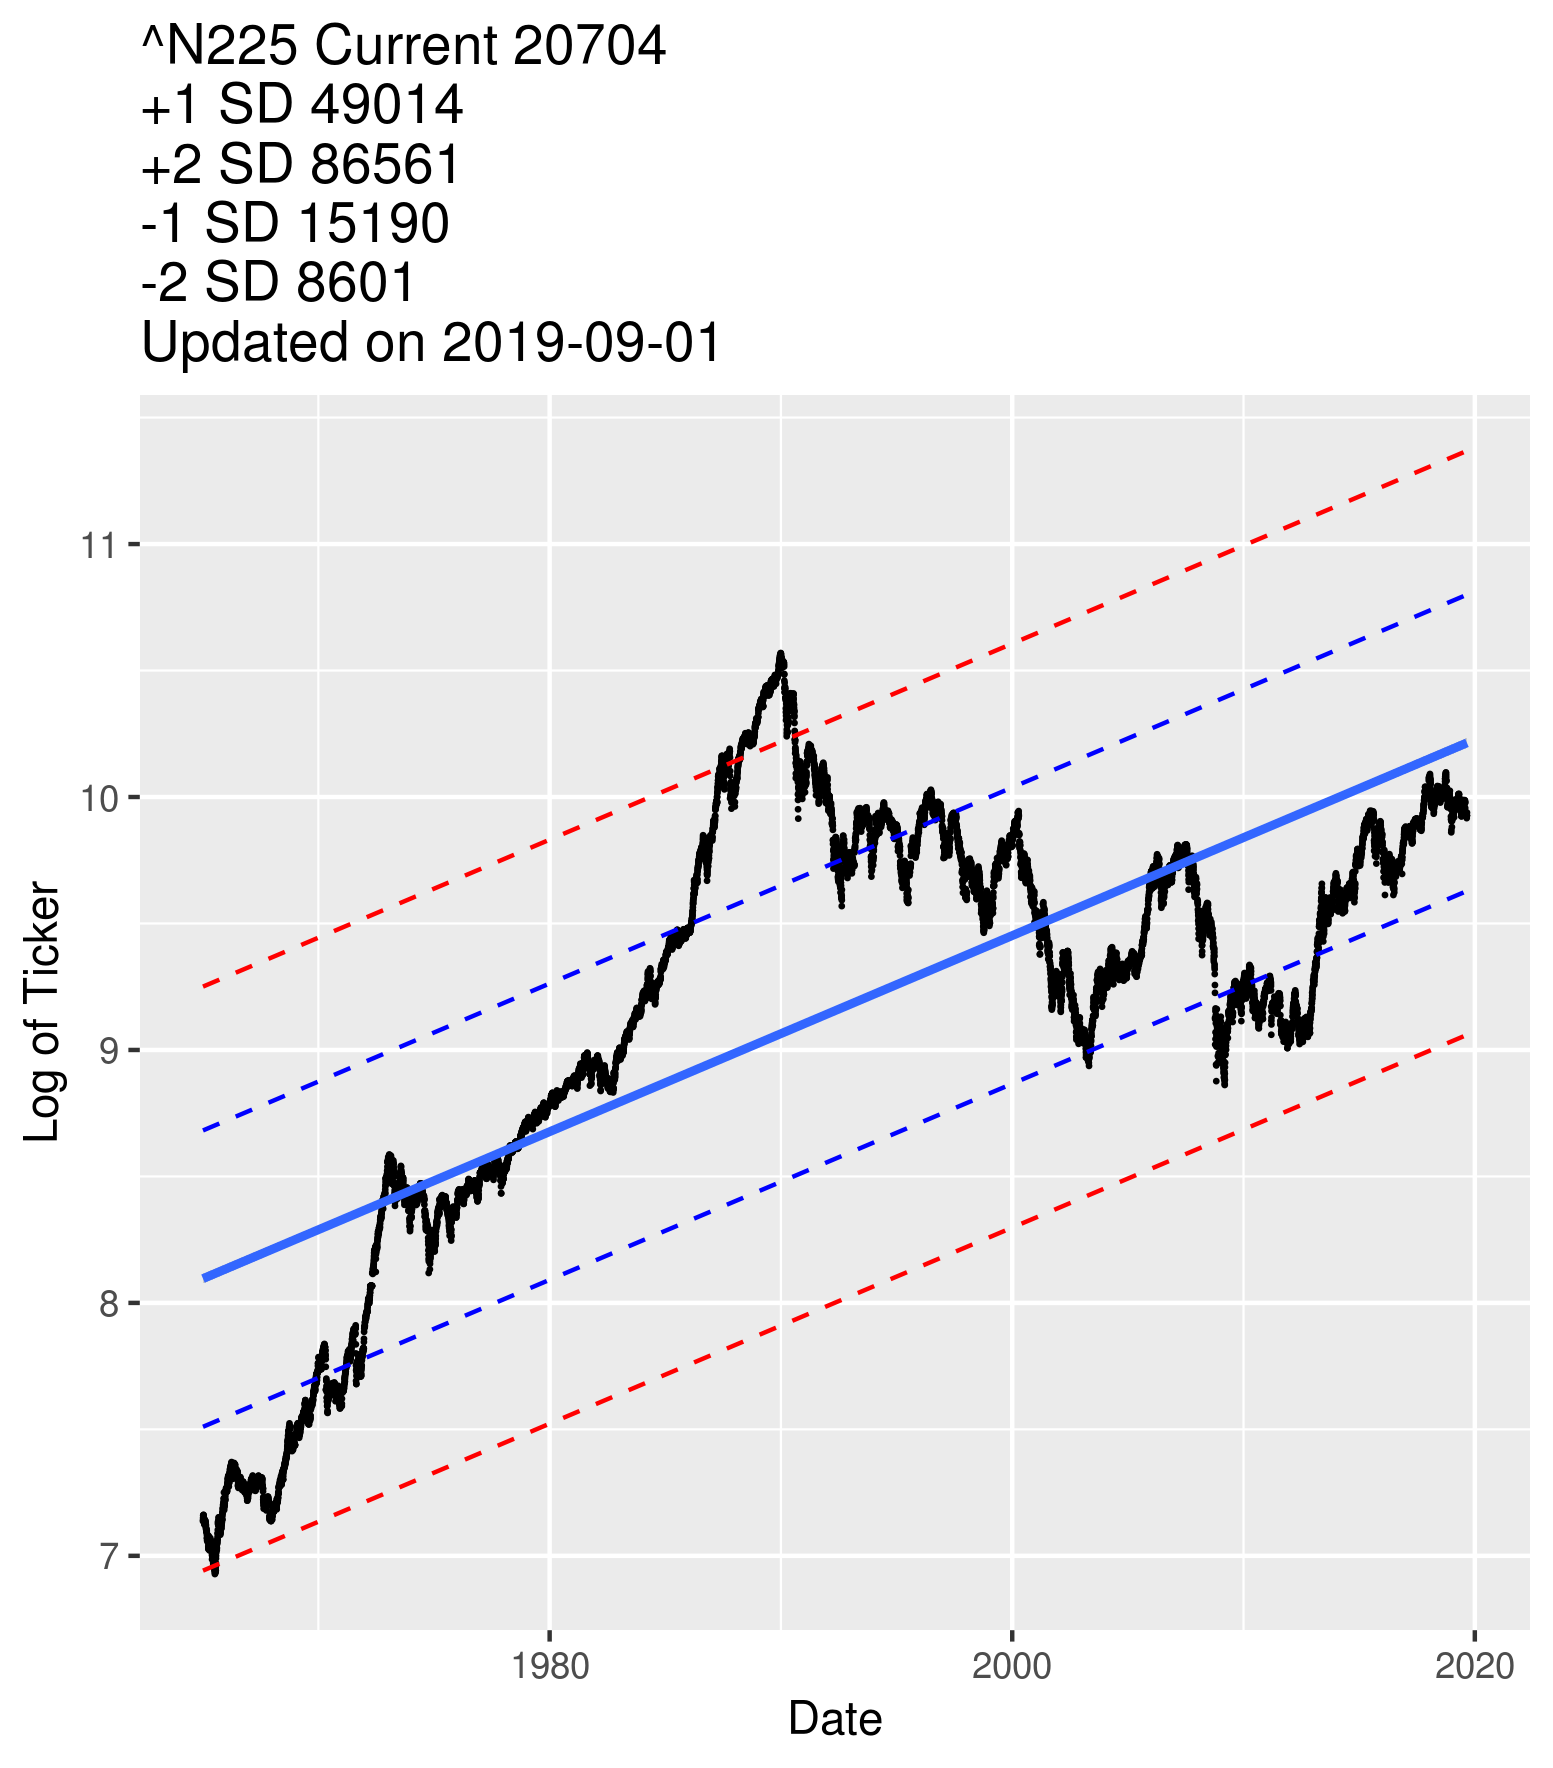 ^N225 Current 20704
+1 SD 49014
+2 SD 86561
-1 SD 15190
-2 SD 8601
Updated on 2019-09-01
Log of Ticker
11
10
9
8
7
1980
2000
2020
Date